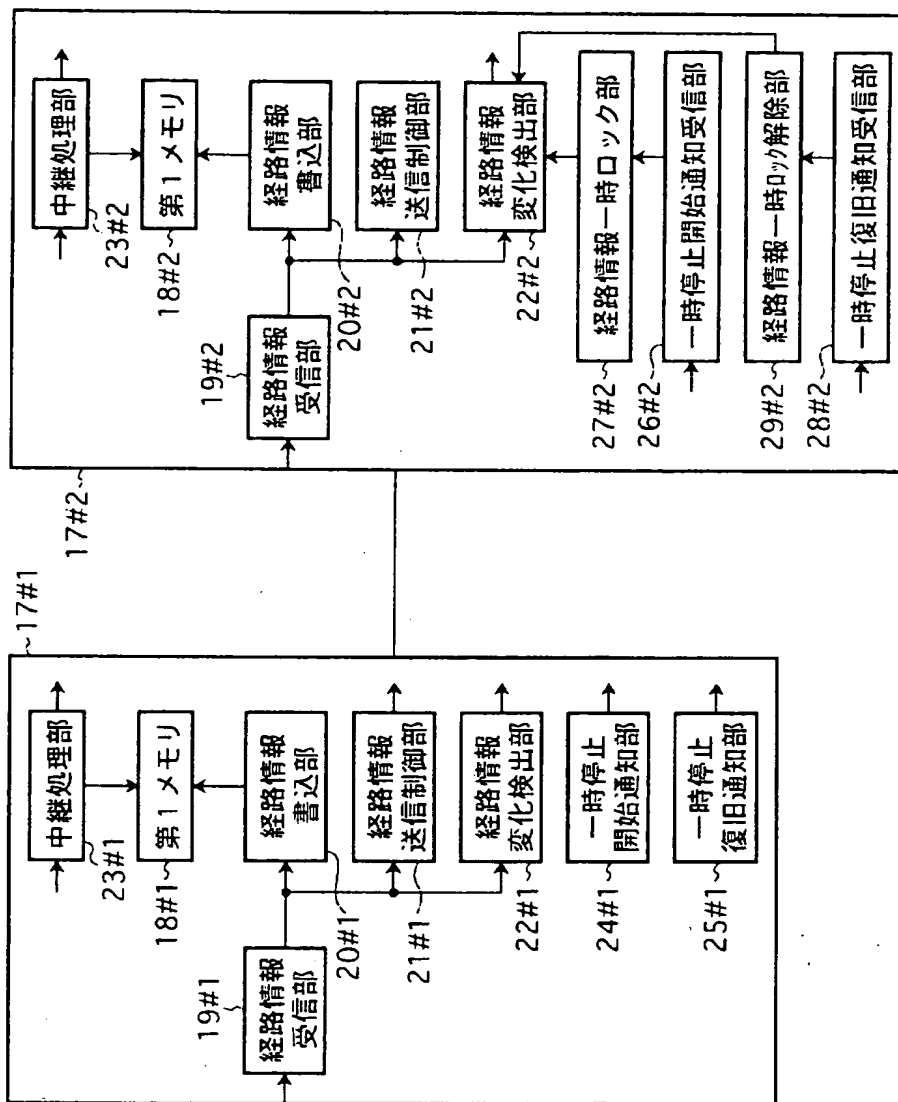 17#1
中継処理部
23#1
第1メモリ
18#1
19#1
経路情報
受信部
経路情報
書込部
20#1
経路情報
送信制御部
21#1
経路情報
変化検出部
22#1
一時停止
開始通知部
24#1
一時停止
復旧通知部
25#1
17#2
中継処理部
23#2
第1メモリ
18#2
19#2
経路情報
受信部
経路情報
書込部
20#2
経路情報
送信制御部
21#2
経路情報
変化検出部
22#2
経路情報一時ロック部
27#2
一時停止開始通知受信部
26#2
経路情報一時ロック解除部
29#2
一時停止復旧通知受信部
28#2